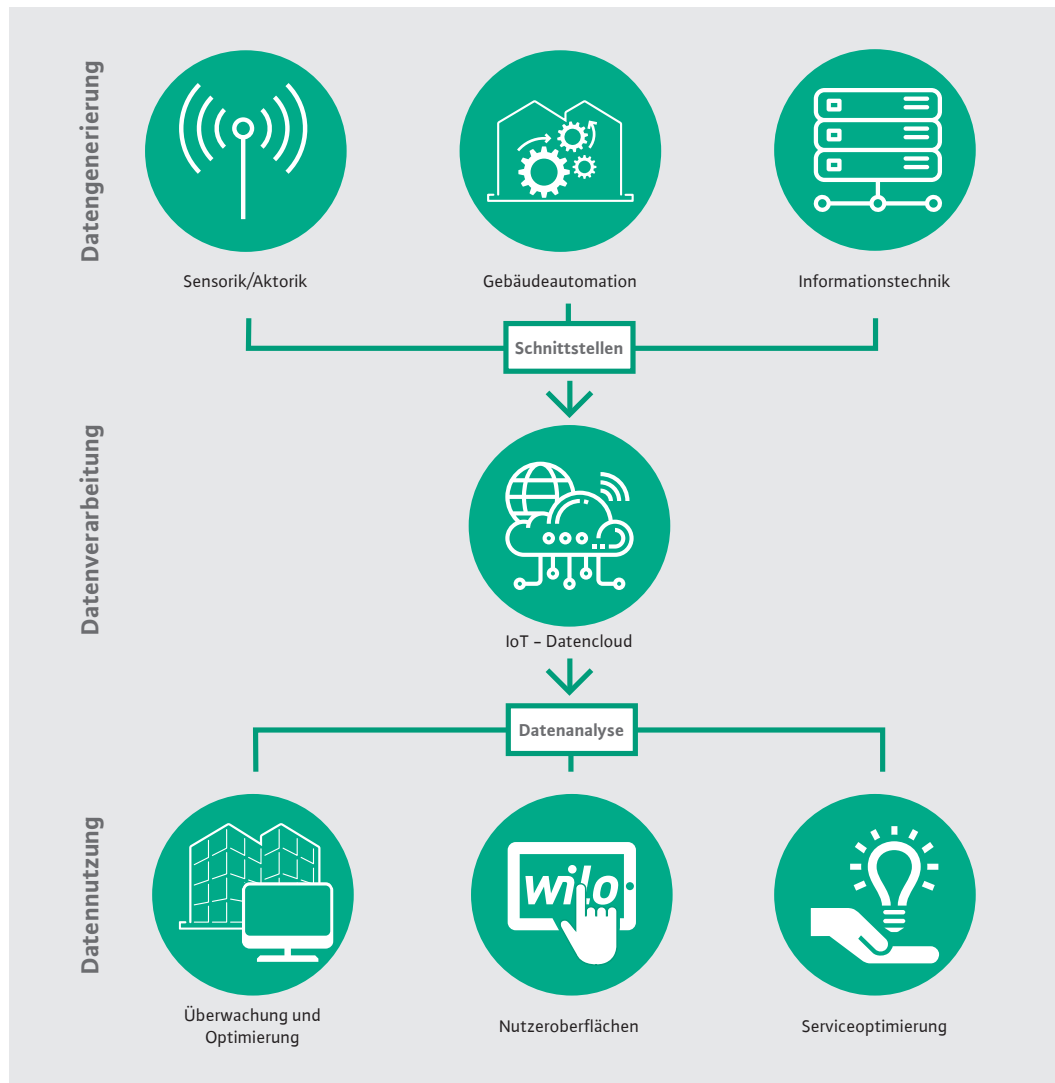 Datengenerierung
Sensorik/Aktorik
Gebäudeautomation
Informationstechnik
Schnittstellen
Datenverarbeitung
IoT – Datencloud
Datenanalyse
Datennutzung
wilo
Überwachung und
Optimierung
Nutzeroberflächen
Serviceoptimierung